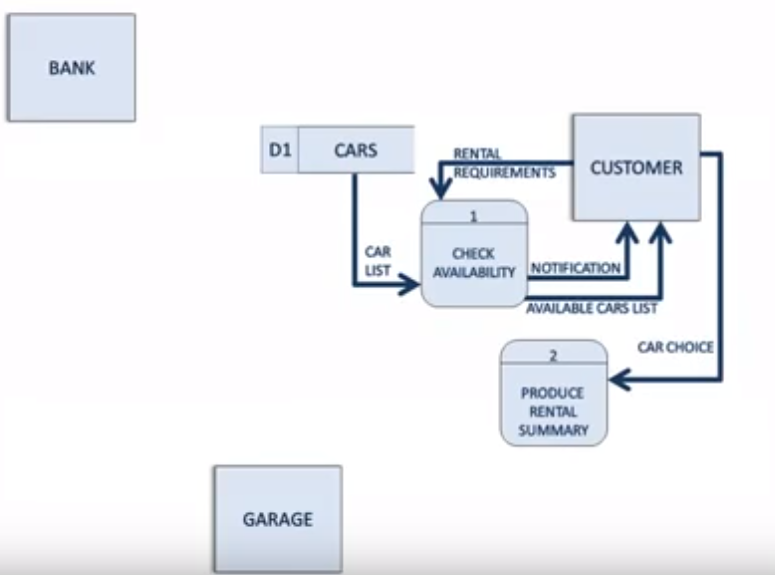 BANK
D1
CARS
RENTAL
REQUIREMENTS
CUSTOMER
1
CHECK
AVAILABILITY
CAR
LIST
NOTIFICATION
AVAILABLE CARS LIST
CAR CHOICE
2
PRODUCE
RENTAL
SUMMARY
GARAGE